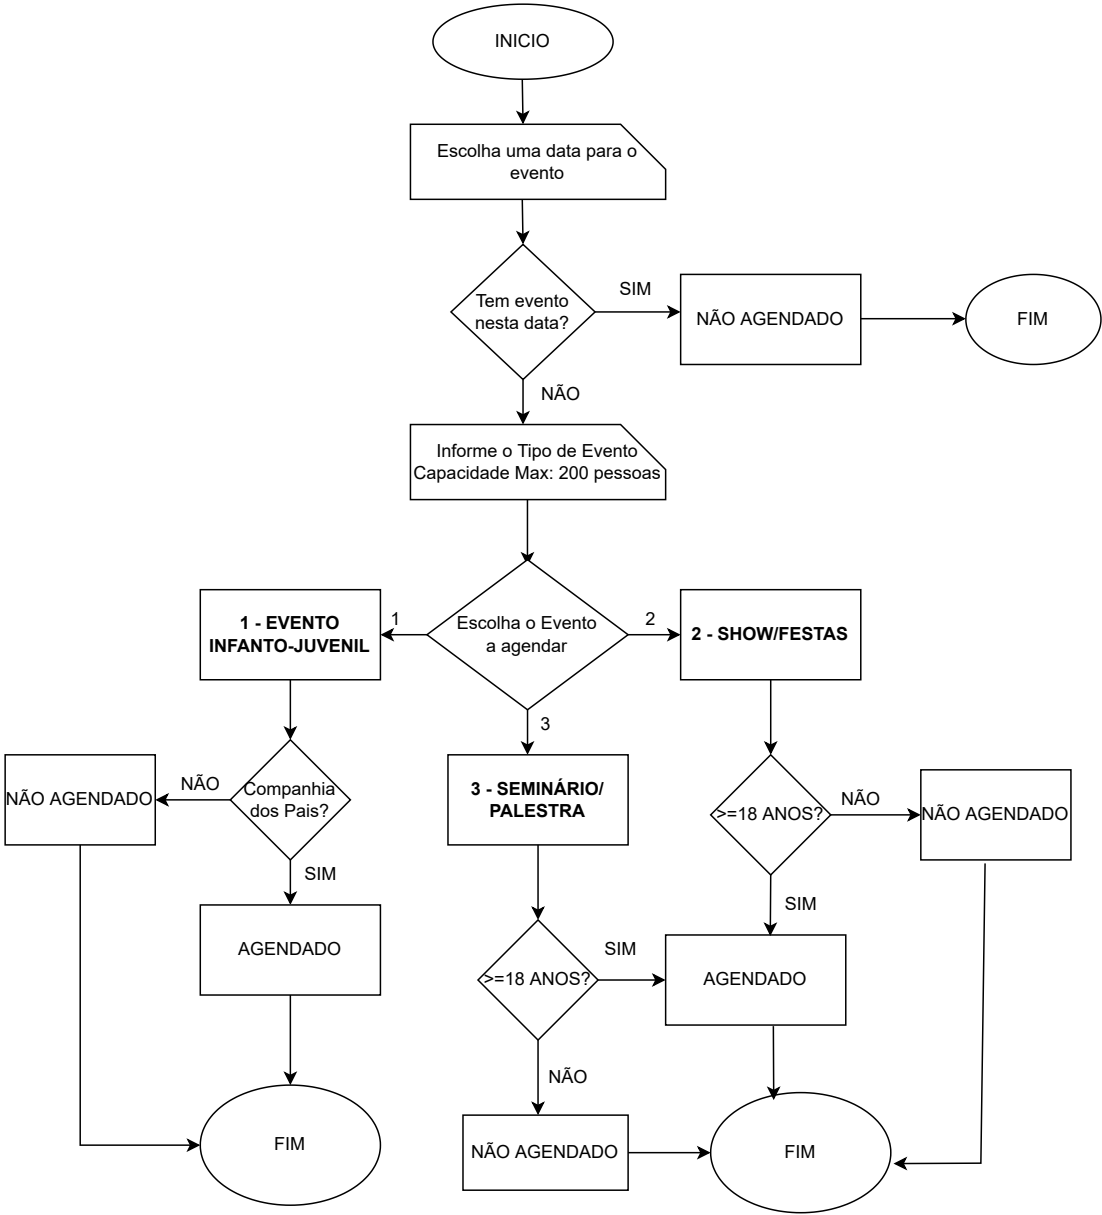 INICIO
Escolha uma data para o
evento
Tem evento
nesta data?
SIM
NÃO AGENDADO
FIM
NÃO
Informe o Tipo de Evento
Capacidade Max: 200 pessoas
Escolha o Evento
a agendar
1
1 - EVENTO
INFANTO-JUVENIL
2
2 - SHOW/FESTAS
3
3 - SEMINÁRIO/
PALESTRA
Companhia
dos Pais?
NÃO
NÃO AGENDADO
SIM
AGENDADO
FIM
>=18 ANOS?
NÃO
NÃO AGENDADO
SIM
AGENDADO
>=18 ANOS?
SIM
NÃO
NÃO AGENDADO
FIM